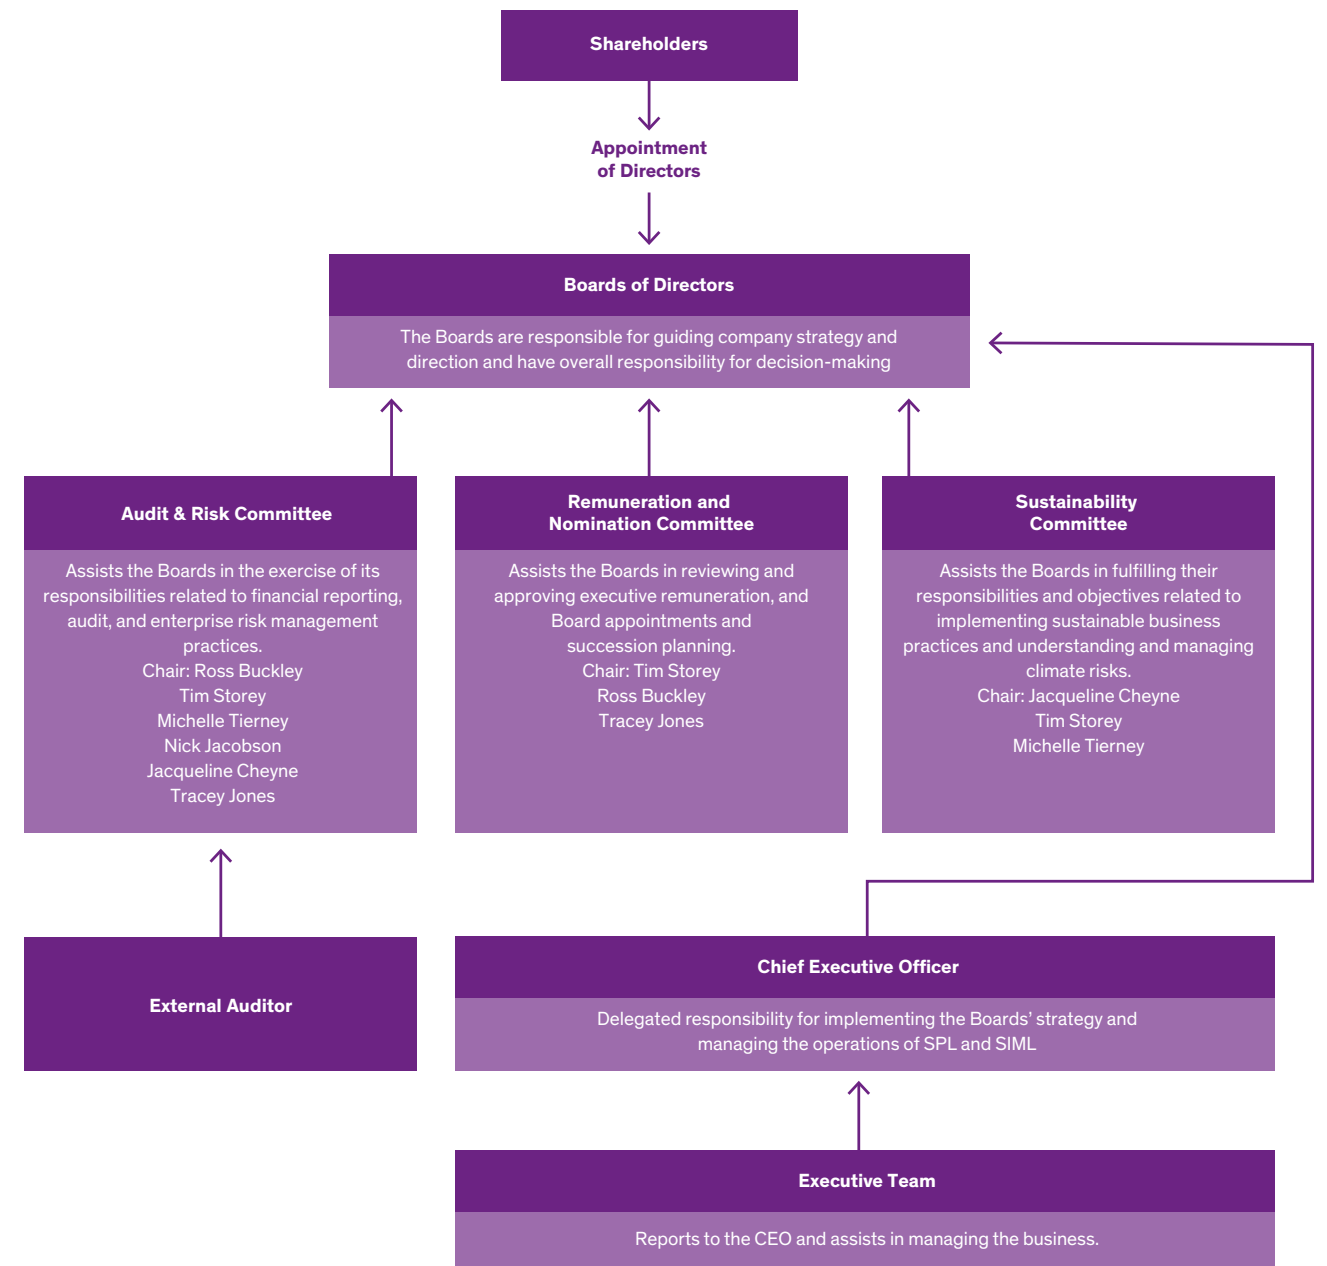 Shareholders
Appointment
of Directors
Boards of Directors
The Boards are responsible for guiding company strategy and
direction and have overall responsibility for decision-making
Audit & Risk Committee
Assists the Boards in the exercise of its
responsibilities related to financial reporting,
audit, and enterprise risk management
practices.
Chair: Ross Buckley
Tim Storey
Michelle Tierney
Nick Jacobson
Jacqueline Cheyne
Tracey Jones
Remuneration and
Nomination Committee
Assists the Boards in reviewing and
approving executive remuneration, and
Board appointments and
succession planning.
Chair: Tim Storey
Ross Buckley
Tracey Jones
Sustainability
Committee
Assists the Boards in fulfilling their
responsibilities and objectives related to
implementing sustainable business
practices and understanding and managing
climate risks.
Chair: Jacqueline Cheyne
Tim Storey
Michelle Tierney
External Auditor
Chief Executive Officer
Delegated responsibility for implementing the Boards’ strategy and
managing the operations of SPL and SIML
Executive Team
Reports to the CEO and assists in managing the business.